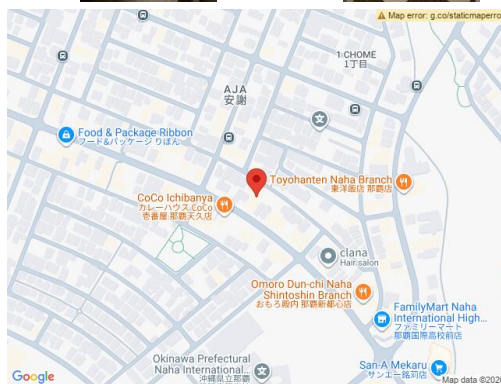 Map error: g.co/staticmaperro
1 CHOME
1丁目
AJA
安謝
Food & Package Ribbon
フード&パッケージ りぼん
Toyohanten Naha Branch
東洋飯店 那覇店
CoCo Ichibanya
カレーハウス CoCo
壱番屋 那覇天久店
clana
Hair salon
Omoro Dun-chi Naha
Shintoshin Branch
おもろ殿内 那覇新都心店
FamilyMart Naha
International High...
ファミリーマート
那覇国際高校前店
Okinawa Prefectural
Naha International...
沖縄県立那覇
San-A Mekaru
サンエー銘苅店
Google
Map data ©202